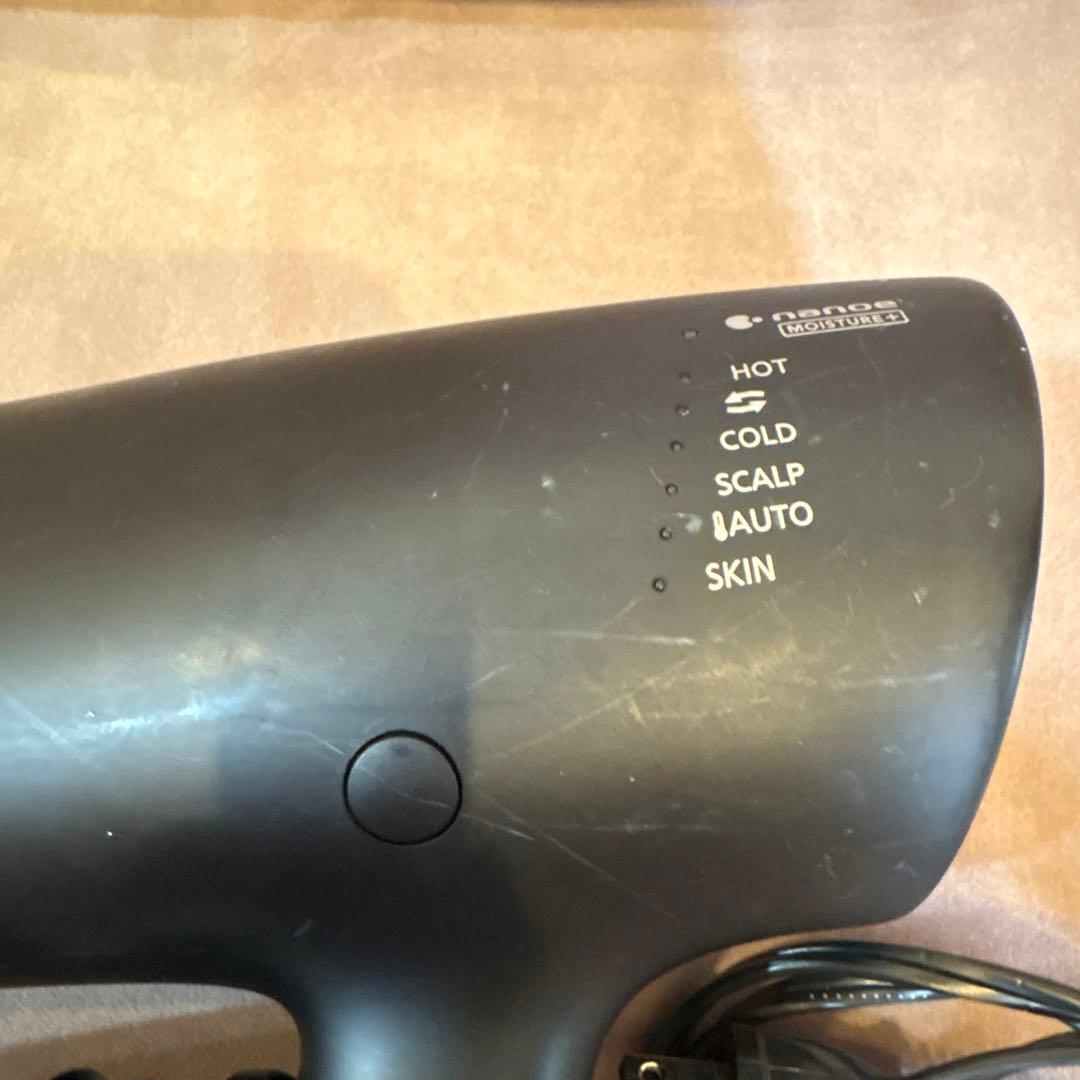 nanoe
MOISTURE+
HOT
COLD
SCALP
AUTO
SKIN